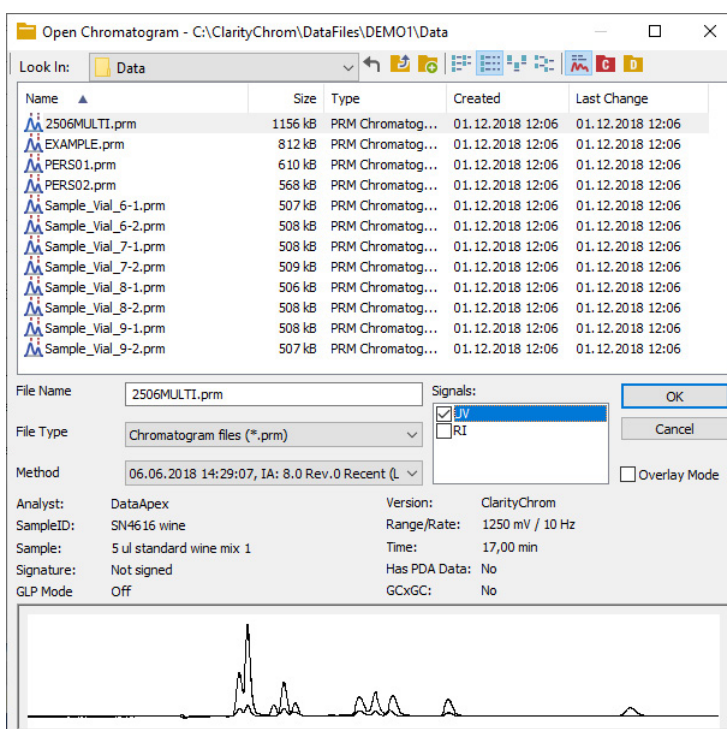 Open Chromatogram - C:\ClarityChrom\DataFiles\DEMO1\Data
Look In: Data C D
Name Size Type Created Last Change
2506MULTI.prm 1156 kB PRM Chromatog... 01.12.2018 12:06 01.12.2018 12:06
EXAMPLE.prm 812 kB PRM Chromatog... 01.12.2018 12:06 01.12.2018 12:06
PERS01.prm 610 kB PRM Chromatog... 01.12.2018 12:06 01.12.2018 12:06
PERS02.prm 568 kB PRM Chromatog... 01.12.2018 12:06 01.12.2018 12:06
Sample_Vial_6-1.prm 507 kB PRM Chromatog... 01.12.2018 12:06 01.12.2018 12:06
Sample_Vial_6-2.prm 508 kB PRM Chromatog... 01.12.2018 12:06 01.12.2018 12:06
Sample_Vial_7-1.prm 508 kB PRM Chromatog... 01.12.2018 12:06 01.12.2018 12:06
Sample_Vial_7-2.prm 509 kB PRM Chromatog... 01.12.2018 12:06 01.12.2018 12:06
Sample_Vial_8-1.prm 506 kB PRM Chromatog... 01.12.2018 12:06 01.12.2018 12:06
Sample_Vial_8-2.prm 508 kB PRM Chromatog... 01.12.2018 12:06 01.12.2018 12:06
Sample_Vial_9-1.prm 508 kB PRM Chromatog... 01.12.2018 12:06 01.12.2018 12:06
Sample_Vial_9-2.prm 507 kB PRM Chromatog... 01.12.2018 12:06 01.12.2018 12:06
File Name 2506MULTI.prm Signals: OK
UV
File Type Chromatogram files (*.prm) RI Cancel
Method 06.06.2018 14:29:07, IA: 8.0 Rev.0 Recent (L Overlay Mode
Analyst: DataApex Version: ClarityChrom
SampleID: SN4616 wine Range/Rate: 1250 mV / 10 Hz
Sample: 5 ul standard wine mix 1 Time: 17,00 min
Signature: Not signed Has PDA Data: No
GLP Mode Off GCxGC: No